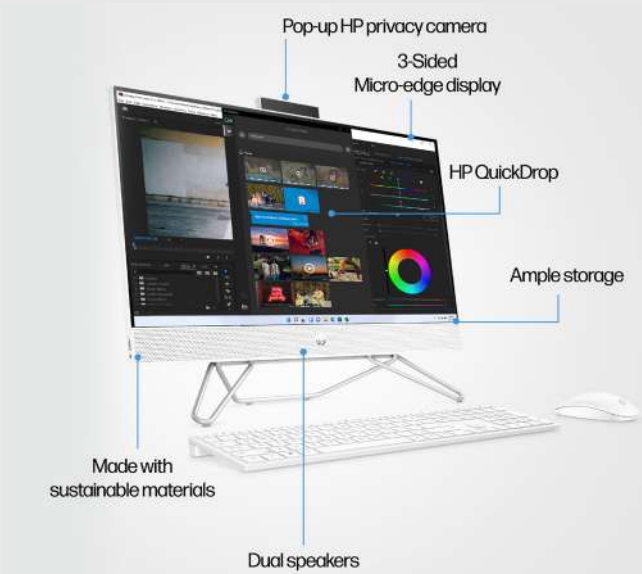 Pop-up HP privacy camera
3-Sided
Micro-edge display
HP QuickDrop
Ample storage
hp
Made with
sustainable materials
Dual speakers